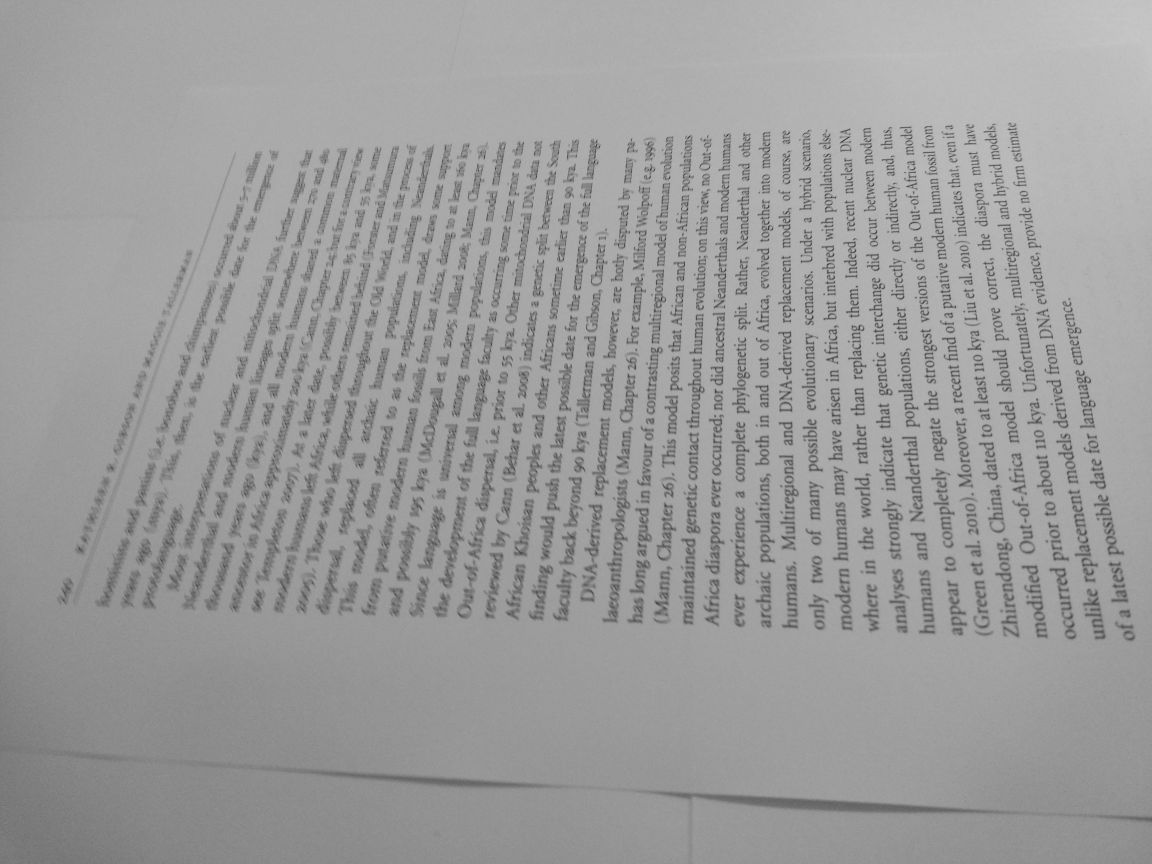 246 KATHLEEN R. GIBSON AND MAGGIE TALLERMAN
hominins and panins (i.e. bonobos and chimpanzees) occurred about 5–7 million
years ago (mya). This, then, is the earliest possible date for the emergence of
protolanguage.
Most interpretations of nuclear and mitochondrial DNA further suggest that
Neanderthal and modern human lineages split somewhere between 270 and 480
thousand years ago (kya), and all modern humans shared a common maternal
ancestor in Africa approximately 200 kya (Cann, Chapter 24; but for a contrary view
see Templeton 2007). At a later date, probably between 85 kya and 55 kya, some
modern humans left Africa, while others remained behind (Forster and Matsumura
2005). Those who left dispersed throughout the Old World, and in the process of
dispersal, replaced all archaic human populations, including Neanderthals.
This model, often referred to as the replacement model, draws some support
from putative modern human fossils from East Africa, dating to at least 160 kya
and possibly 195 kya (McDougall et al. 2005; Millard 2008; Mann, Chapter 26).
Since language is universal among modern populations, this model mandates
the development of the full language faculty as occurring some time prior to the
Out-of-Africa dispersal, i.e. prior to 55 kya. Other mitochondrial DNA data not
reviewed by Cann (Behar et al. 2008) indicates a genetic split between the South
African Khoisan peoples and other Africans sometime earlier than 90 kya. This
finding would push the latest possible date for the emergence of the full language
faculty back beyond 90 kya (Tallerman and Gibson, Chapter 1).
DNA-derived replacement models, however, are hotly disputed by many pa-
laeoanthropologists (Mann, Chapter 26). For example, Milford Wolpoff (e.g. 1996)
has long argued in favour of a contrasting multiregional model of human evolution
(Mann, Chapter 26). This model posits that African and non-African populations
maintained genetic contact throughout human evolution; on this view, no Out-of-
Africa diaspora ever occurred; nor did ancestral Neanderthals and modern humans
ever experience a complete phylogenetic split. Rather, Neanderthal and other
archaic populations, both in and out of Africa, evolved together into modern
humans. Multiregional and DNA-derived replacement models, of course, are
only two of many possible evolutionary scenarios. Under a hybrid scenario,
modern humans may have arisen in Africa, but interbred with populations else-
where in the world, rather than replacing them. Indeed, recent nuclear DNA
analyses strongly indicate that genetic interchange did occur between modern
humans and Neanderthal populations, either directly or indirectly, and, thus,
appear to completely negate the strongest versions of the Out-of-Africa model
(Green et al. 2010). Moreover, a recent find of a putative modern human fossil from
Zhirendong, China, dated to at least 110 kya (Liu et al. 2010) indicates that, even if a
modified Out-of-Africa model should prove correct, the diaspora must have
occurred prior to about 110 kya. Unfortunately, multiregional and hybrid models,
unlike replacement models derived from DNA evidence, provide no firm estimate
of a latest possible date for language emergence.